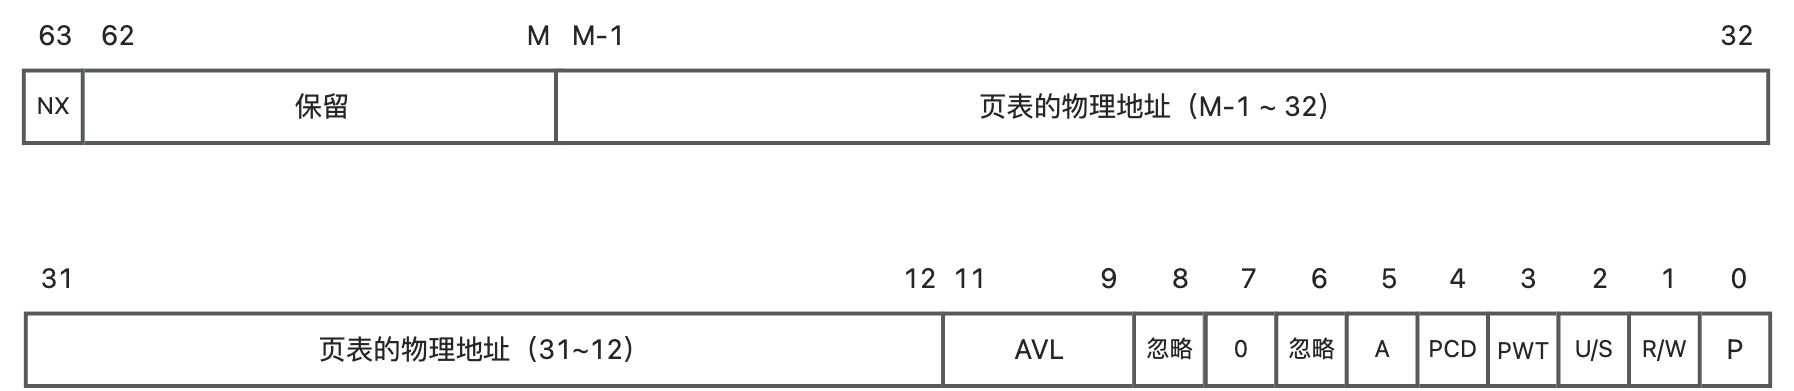 63 62 M M-1 32
NX 保留 页表的物理地址（M-1 ~ 32）
31 12 11 9 8 7 6 5 4 3 2 1 0
页表的物理地址（31~12） AVL 忽略 0 忽略 A PCD PWT U/S R/W P